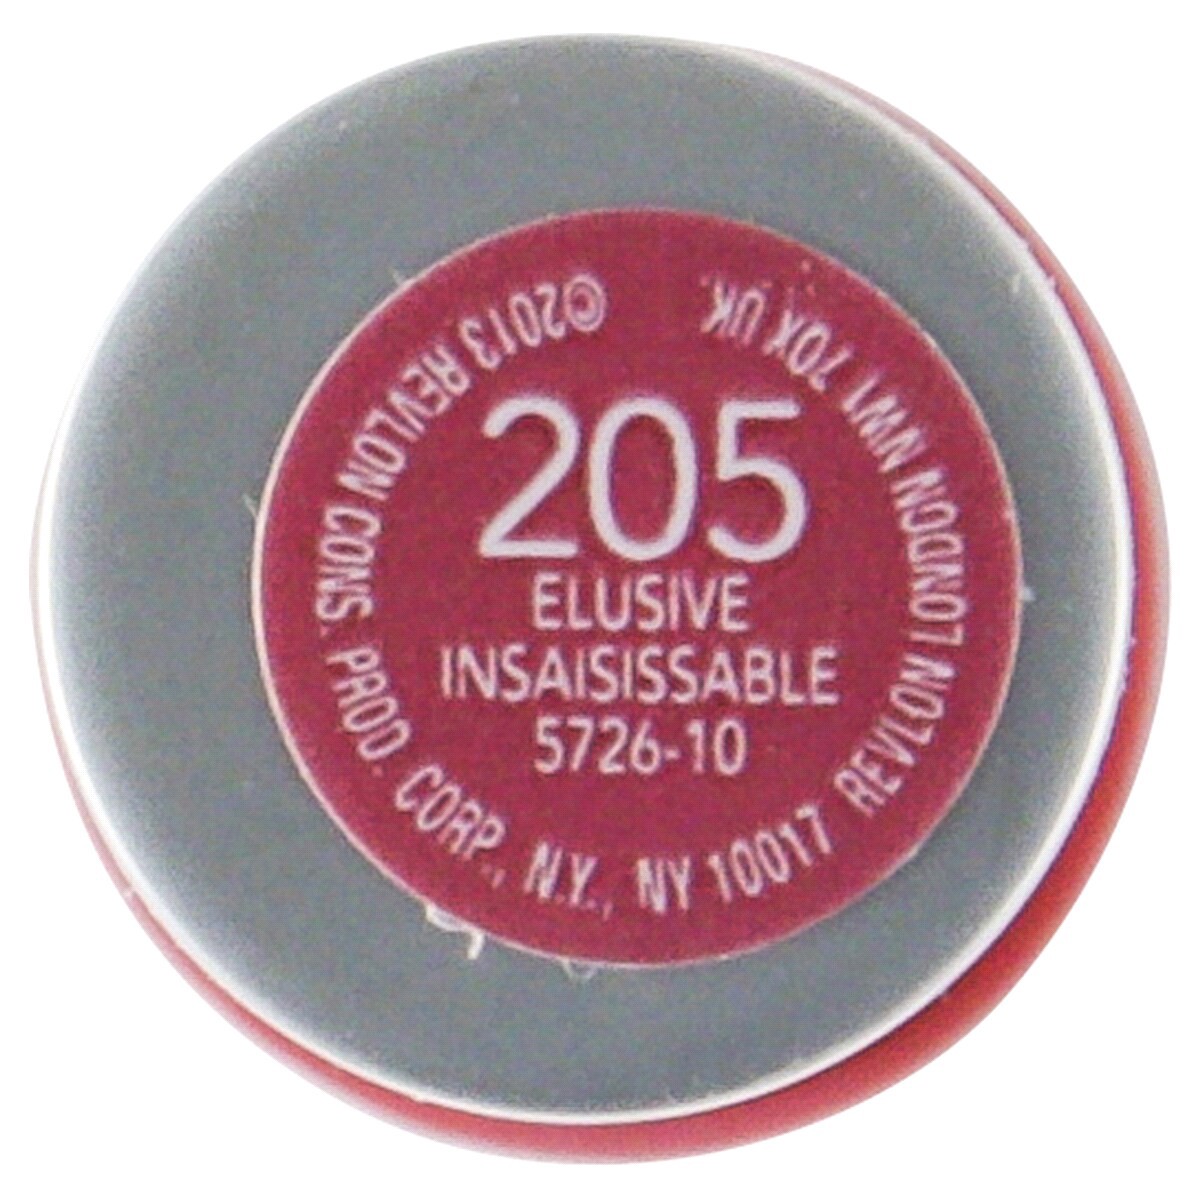 205
ELUSIVE
INSAISISSABLE
5726-10
©2013 REVLON CONS. PROD. CORP., N.Y., NY 10017 REVLON LONDON NW1 7QX UK.